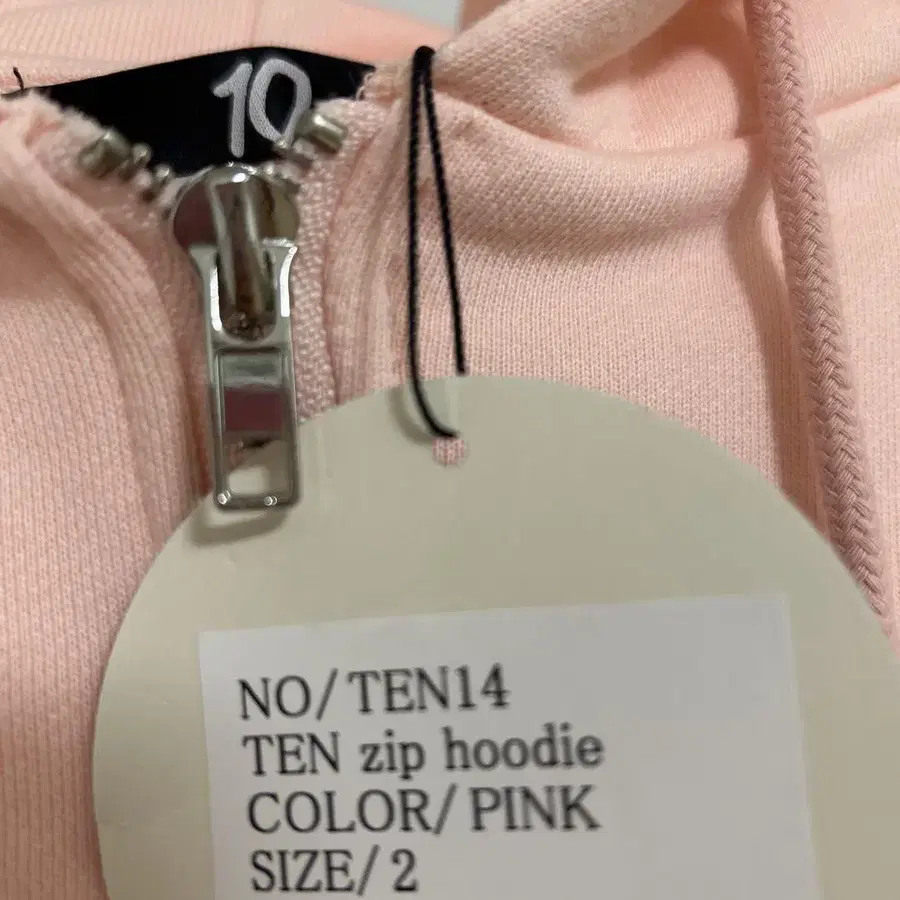 10
NO/TEN14
TEN zip hoodie
COLOR/PINK
SIZE/2